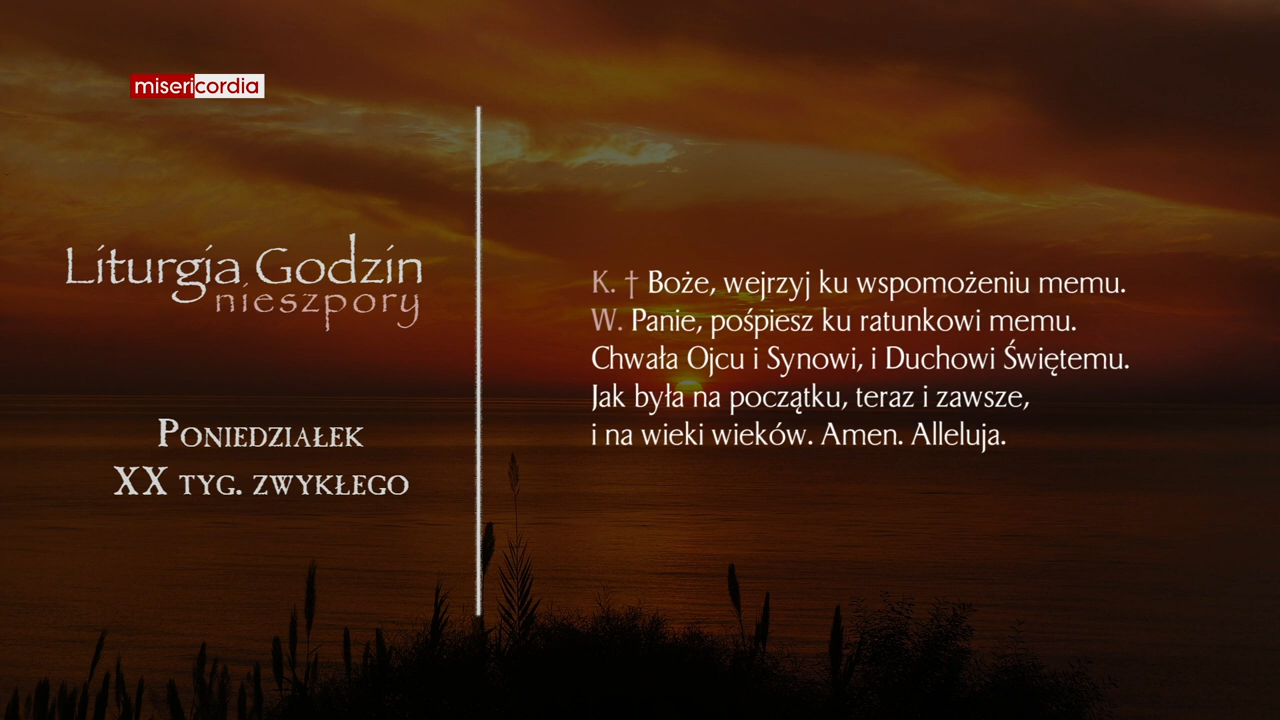 misericordia
Liturgia Godzin
nieszpory
Poniedziałek
XX tyg. zwykłego
K. † Boże, wejrzyj ku wspomożeniu memu.
W. Panie, pośpiesz ku ratunkowi memu.
Chwała Ojcu i Synowi, i Duchowi Świętemu.
Jak była na początku, teraz i zawsze,
i na wieki wieków. Amen. Alleluja.